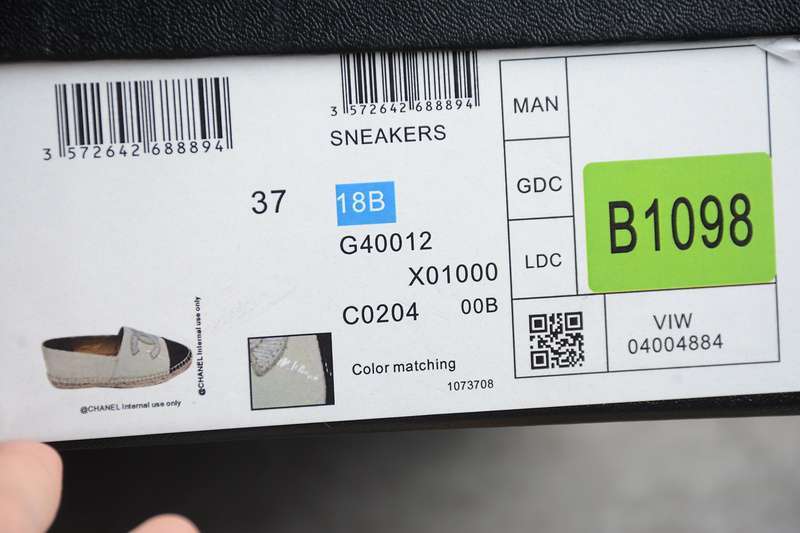 3 572642 688894
3 572642 688894
SNEAKERS
37
18B
G40012
X01000
C0204 00B
@CHANEL Internal use only
@CHANEL Internal use only
Color matching
1073708
MAN
GDC
LDC
B1098
VIW
04004884